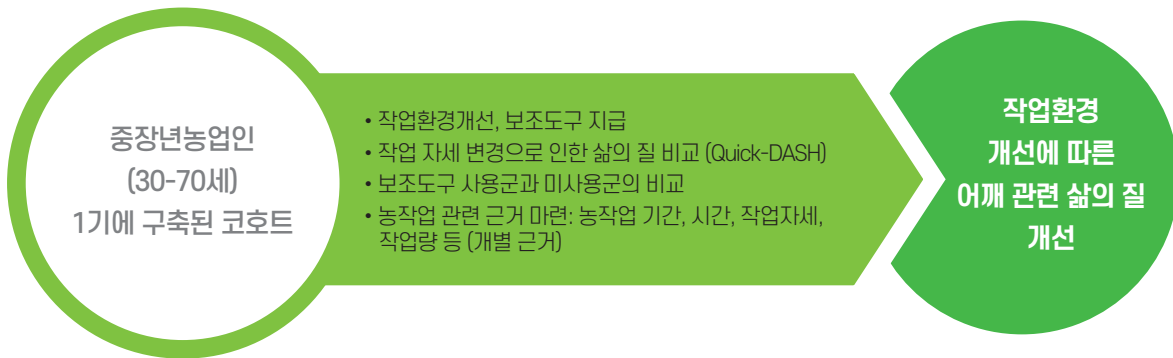 중장년농업인
(30-70세)
1기에 구축된 코호트
• 작업환경개선, 보조도구 지급
• 작업 자세 변경으로 인한 삶의 질 비교 (Quick-DASH)
• 보조도구 사용군과 미사용군의 비교
• 농작업 관련 근거 마련: 농작업 기간, 시간, 작업자세,
작업량 등 (개별 근거)
작업환경
개선에 따른
어깨 관련 삶의 질
개선